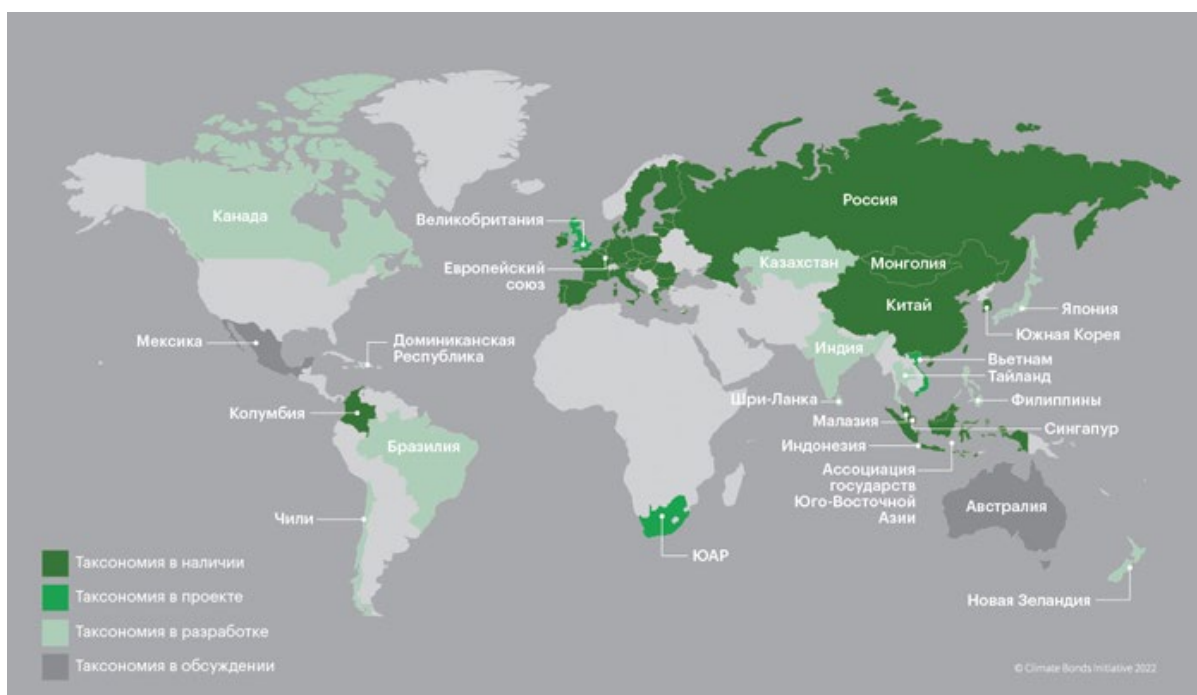 Канада
Россия
Великобритания
Европейский
союз
Казахстан
Монголия
Китай
Япония
Южная Корея
Мексика
Доминиканская
Республика
Индия
Вьетнам
Тайланд
Шри-Ланка
Филиппины
Колумбия
Малазия
Сингапур
Бразилия
Индонезия
Ассоциация
государств
Юго-Восточной
Азии
Австралия
Чили
ЮАР
Новая Зеландия
Таксономия в наличии
Таксономия в проекте
Таксономия в разработке
Таксономия в обсуждении
© Climate Bonds Initiative 2022